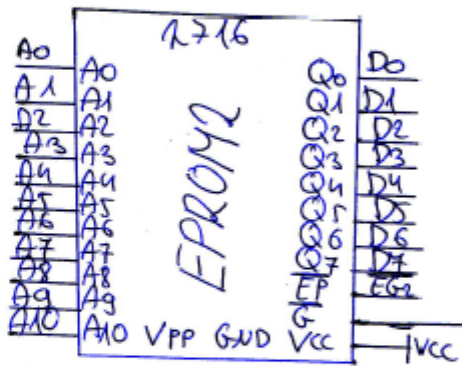 2716
A0 A0 Q0 D0
A1 A1 Q1 D1
A2 A2 Q2 D2
A3 A3 Q3 D3
A4 A4 Q4 D4
A5 A5 Q5 D5
A6 A6 Q6 D6
A7 A7 Q7 D7
A8 A8 EP EG2
A9 A9 G
A10 A10 VPP GND VCC VCC
EPROM2